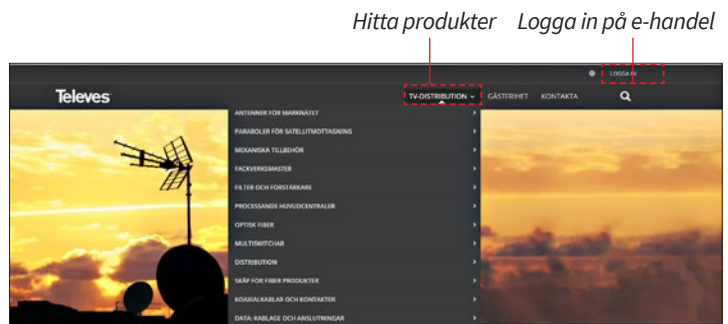 Hitta produkter Logga in på e-handel
LOGGA IN
Televes TV-DISTRIBUTION GÄSTFRIHET KONTAKTA
ANTENNER FÖR MARKNÄTET
PARABOLER FÖR SATELLITMOTTAGNING
MEKANISKA TILLBEHÖR
FACKVERKSMASTER
FILTER OCH FÖRSTÄRKARE
PROCESSANDE HUVUDCENTRALER
OPTISK FIBER
MULTISWITCHAR
DISTRIBUTION
SKÅP FÖR FIBER PRODUKTER
KOAXIALKABLAR OCH KONTAKTER
DATA: KABLAGE OCH ANSLUTNINGAR